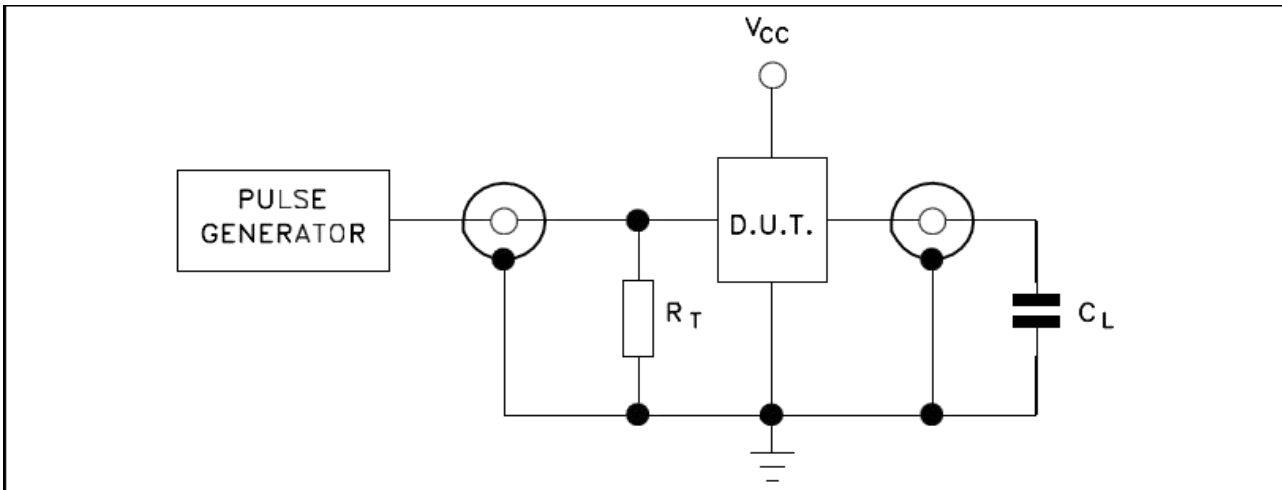 VCC
PULSE
GENERATOR
D.U.T.
RT
CL